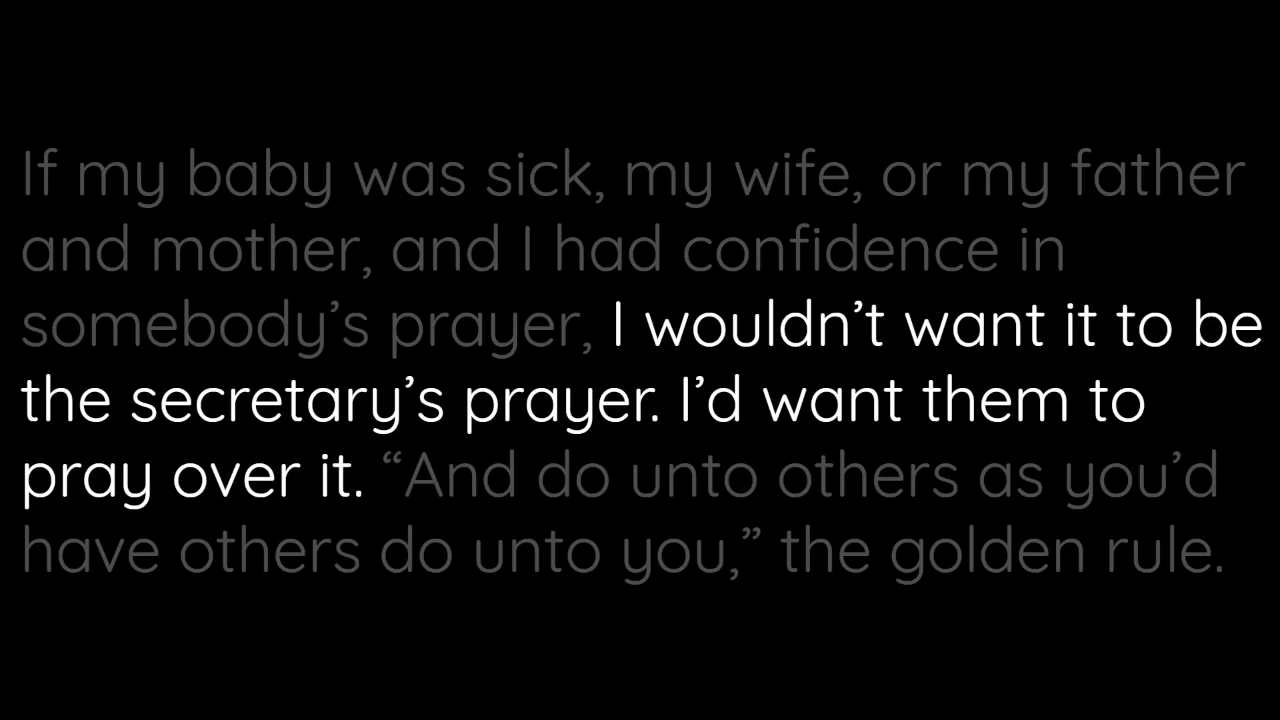 If my baby was sick, my wife, or my father
and mother, and I had confidence in
somebody’s prayer, I wouldn’t want it to be
the secretary’s prayer. I’d want them to
pray over it. “And do unto others as you’d
have others do unto you,” the golden rule.